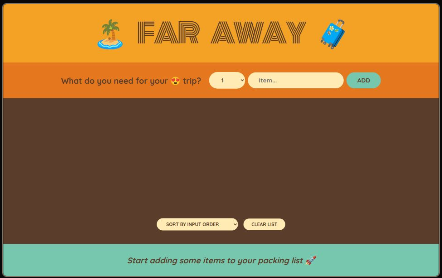 🏝️ FAR AWAY 🧳
What do you need for your 😍 trip? 1 Item... ADD
SORT BY INPUT ORDER CLEAR LIST
Start adding some items to your packing list 🚀